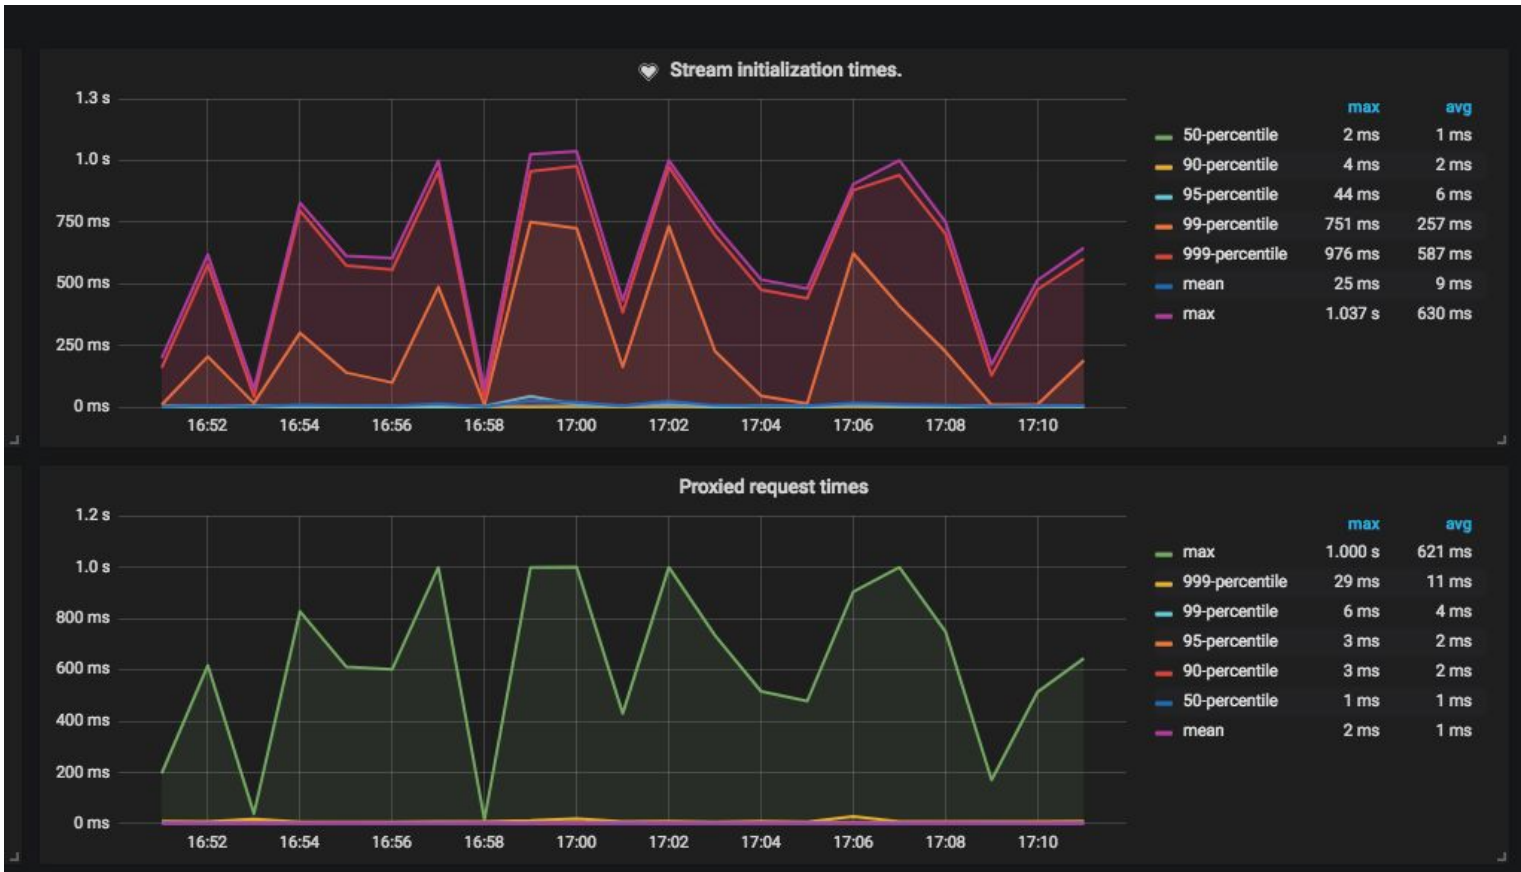 Stream initialization times.
1.3 s
1.0 s
750 ms
500 ms
250 ms
0 ms
16:52 16:54 16:56 16:58 17:00 17:02 17:04 17:06 17:08 17:10
max avg
50-percentile 2 ms 1 ms
90-percentile 4 ms 2 ms
95-percentile 44 ms 6 ms
99-percentile 751 ms 257 ms
999-percentile 976 ms 587 ms
mean 25 ms 9 ms
max 1.037 s 630 ms
Proxied request times
1.2 s
1.0 s
800 ms
600 ms
400 ms
200 ms
0 ms
16:52 16:54 16:56 16:58 17:00 17:02 17:04 17:06 17:08 17:10
max avg
max 1.000 s 621 ms
999-percentile 29 ms 11 ms
99-percentile 6 ms 4 ms
95-percentile 3 ms 2 ms
90-percentile 3 ms 2 ms
50-percentile 1 ms 1 ms
mean 2 ms 1 ms